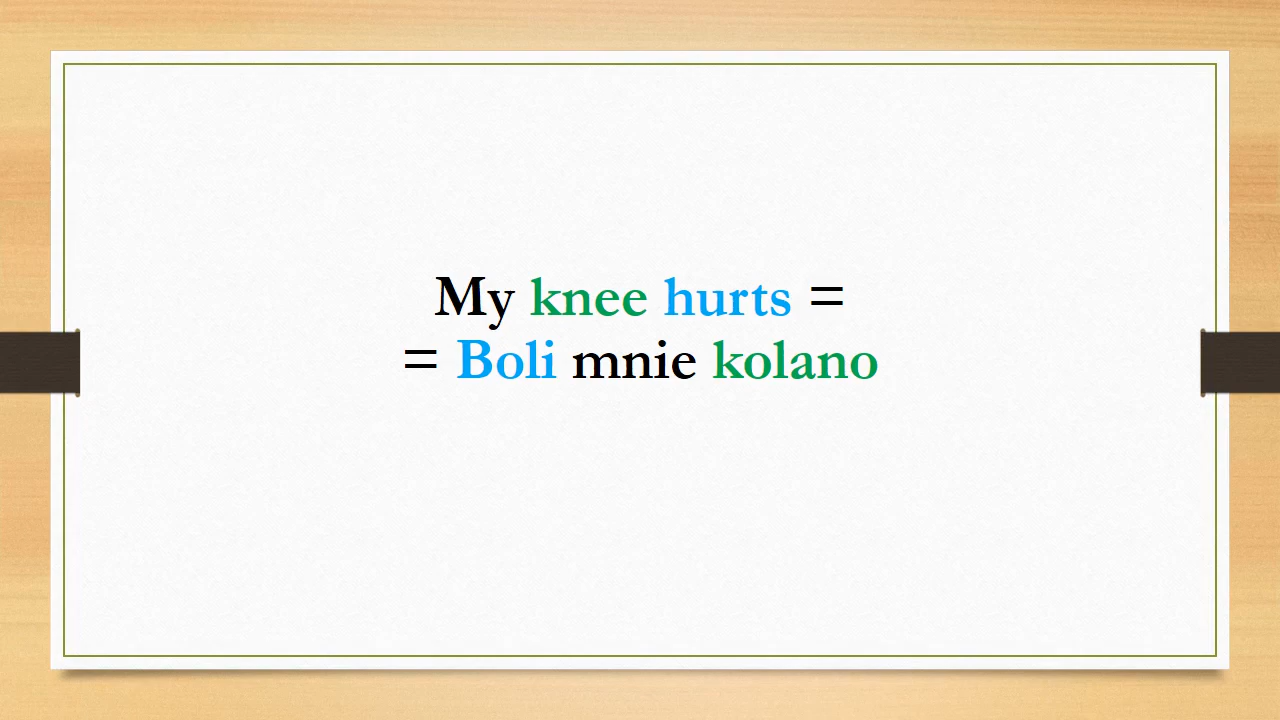 My knee hurts =
= Boli mnie kolano